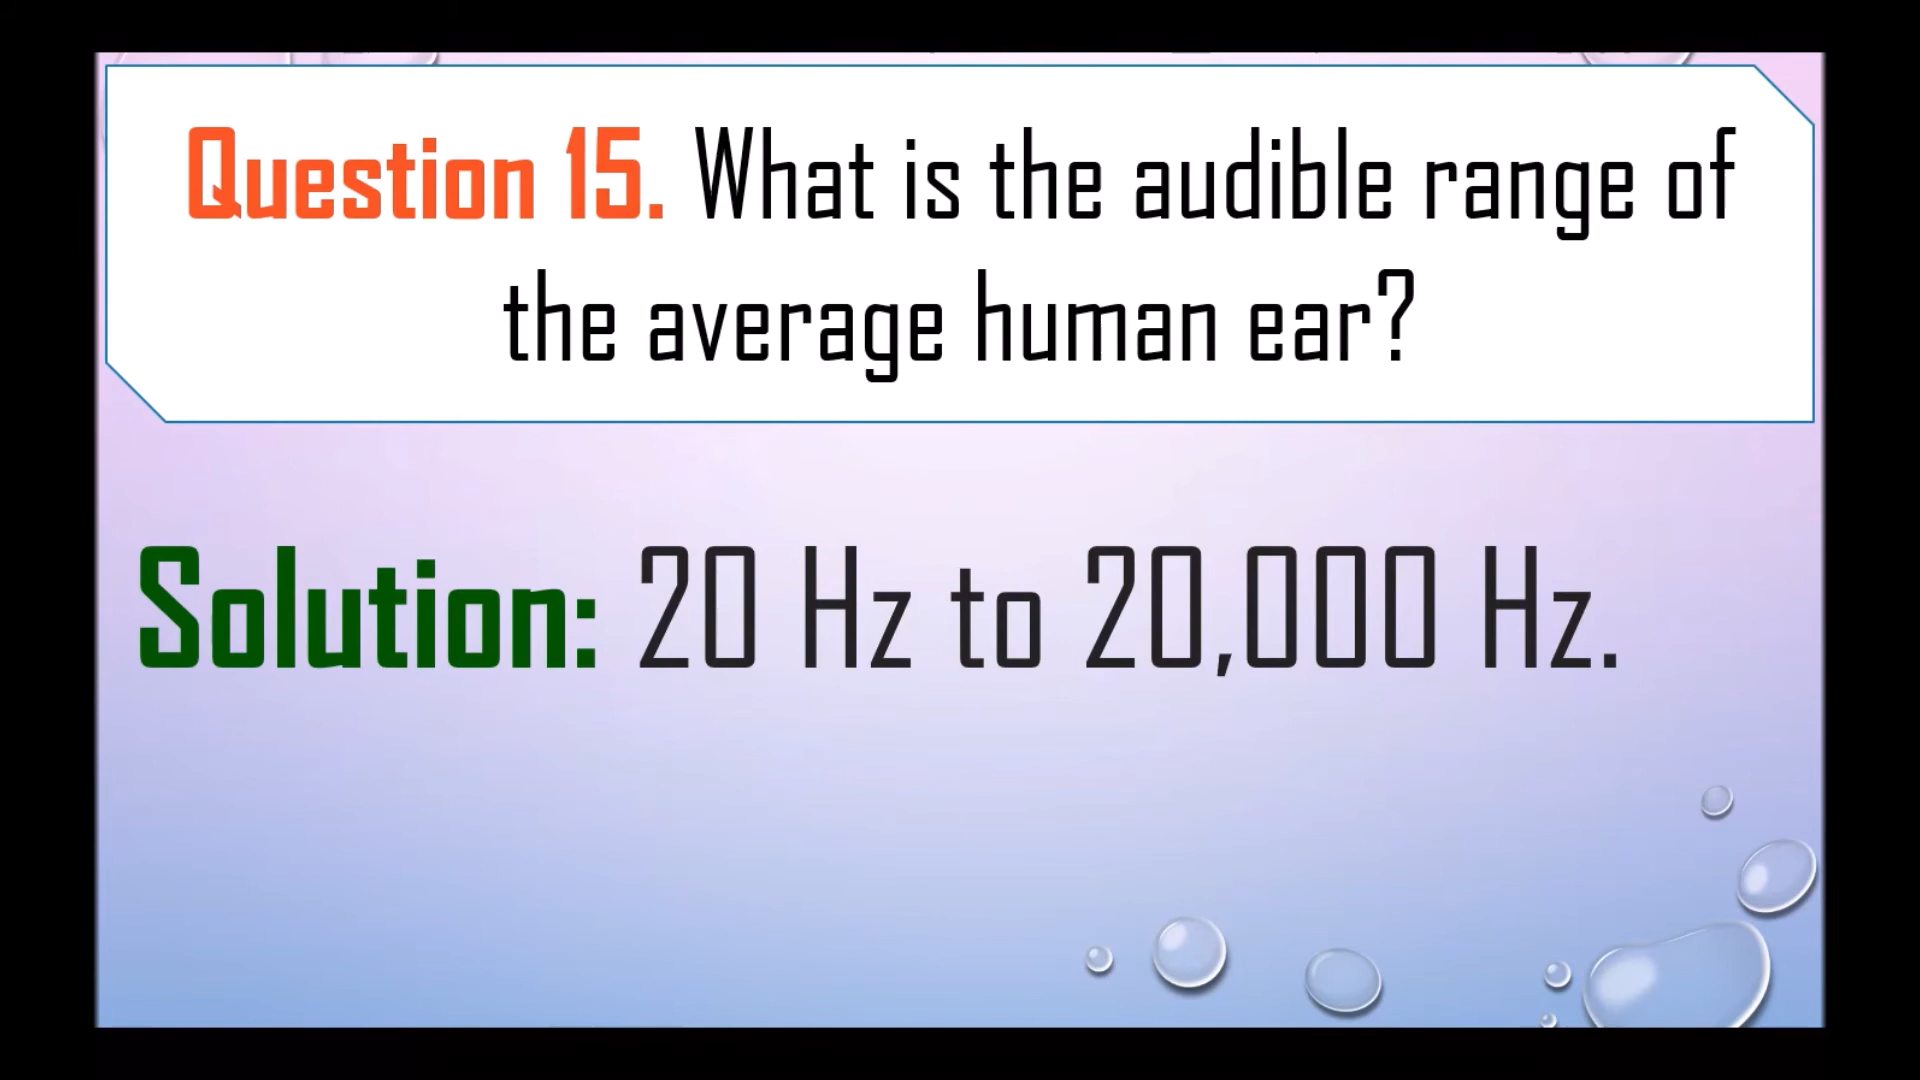 Question 15. What is the audible range of
the average human ear?
Solution: 20 Hz to 20,000 Hz.